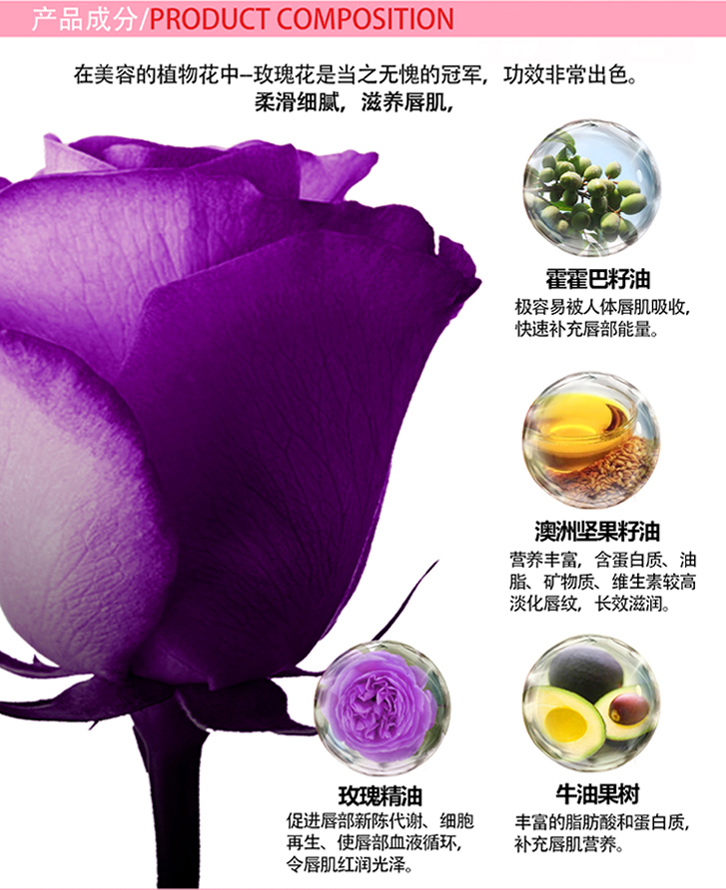 产品成分/PRODUCT COMPOSITION
在美容的植物花中--玫瑰花是当之无愧的冠军，功效非常出色。
柔滑细腻，滋养唇肌，
霍霍巴籽油
极容易被人体唇肌吸收，
快速补充唇部能量。
澳洲坚果籽油
营养丰富，含蛋白质、油
脂、矿物质、维生素较高
淡化唇纹，长效滋润。
玫瑰精油
促进唇部新陈代谢、细胞
再生、使唇部血液循环，
令唇肌红润光泽。
牛油果树
丰富的脂肪酸和蛋白质，
补充唇肌营养。